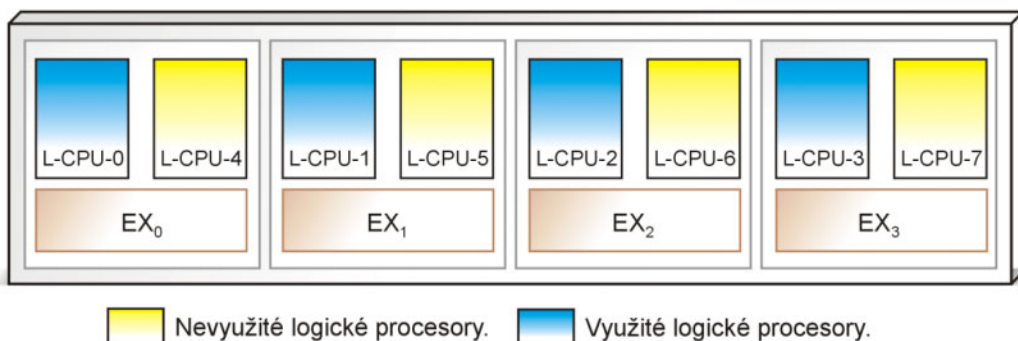 L-CPU-0 L-CPU-4 L-CPU-1 L-CPU-5 L-CPU-2 L-CPU-6 L-CPU-3 L-CPU-7
EX₀ EX₁ EX₂ EX₃
Nevyužité logické procesory. Využité logické procesory.